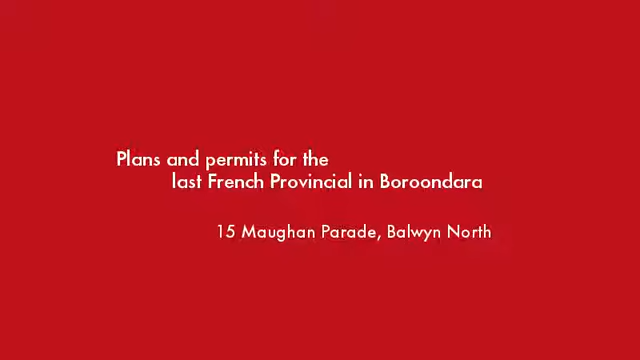 Plans and permits for the
last French Provincial in Boroondara
15 Maughan Parade, Balwyn North